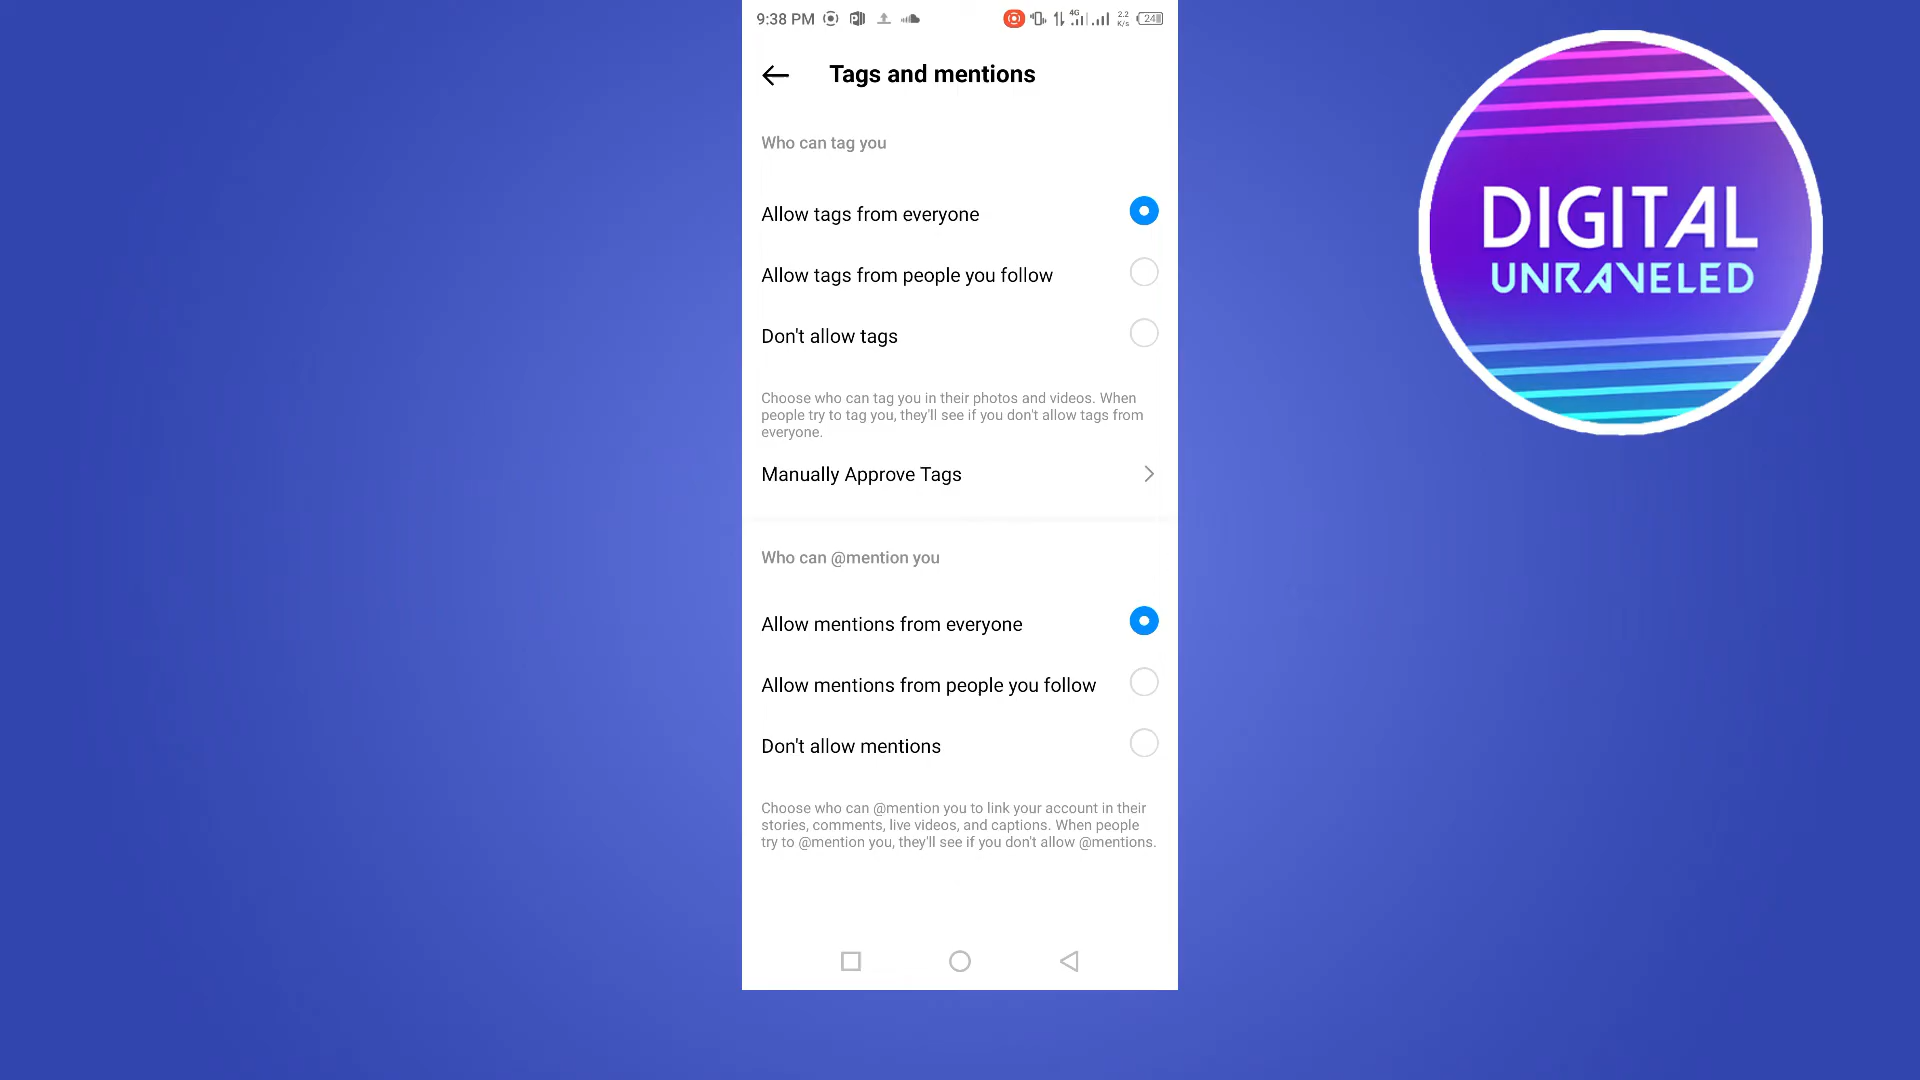 9:38 PM
4G
2.2
K/s
24
Tags and mentions
Who can tag you
Allow tags from everyone
Allow tags from people you follow
Don't allow tags
Choose who can tag you in their photos and videos. When
people try to tag you, they'll see if you don't allow tags from
everyone.
Manually Approve Tags
Who can @mention you
Allow mentions from everyone
Allow mentions from people you follow
Don't allow mentions
Choose who can @mention you to link your account in their
stories, comments, live videos, and captions. When people
try to @mention you, they'll see if you don't allow @mentions.
DIGITAL
UNRAVELED